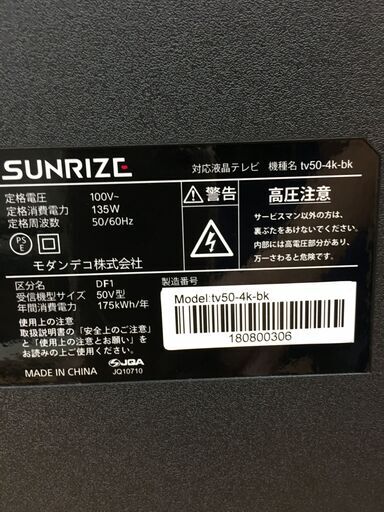 SUNRIZE
対応液晶テレビ 機種名 tv50-4k-bk
定格電圧 100V~
定格消費電力 135W
定格周波数 50/60Hz
PS
E
モダンデコ株式会社
警告
高圧注意
サービスマン以外の方は、
裏ぶたをあけないでください。
内部には高電圧部分があり、
万一さわると危険です。
区分名 DF1
受信機型サイズ 50V型
年間消費電力 175kWh/年
使用上の注意
取扱説明書の「安全上のご注意」
と「使用上の注意とお願い」を
お読みの上ご使用ください。
MADE IN CHINA
JQA
JQ10710
製造番号
Model:tv50-4k-bk
180800306